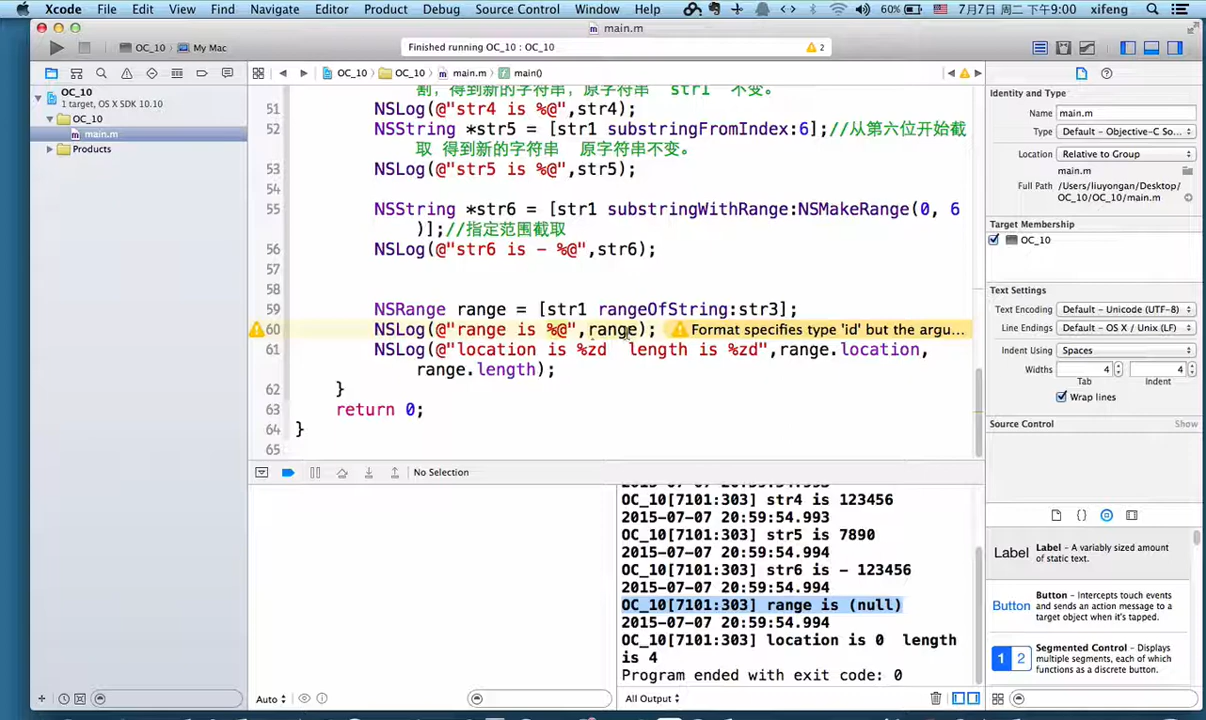 Xcode File Edit View Find Navigate Editor Product Debug Source Control Window Help 60% 7月7日 周二 下午9:00 xifeng
main.m
OC_10 My Mac Finished running OC_10 : OC_10 2
OC_10 OC_10 main.m main()
OC_10
1 target, OS X SDK 10.10
OC_10
main.m
Products
割，得到新的字符串，原字符串 str1 不变。
51 NSLog(@"str4 is %@",str4);
52 NSString *str5 = [str1 substringFromIndex:6];//从第六位开始截
取 得到新的字符串 原字符串不变。
53 NSLog(@"str5 is %@",str5);
54
55 NSString *str6 = [str1 substringWithRange:NSMakeRange(0, 6
)];//指定范围截取
56 NSLog(@"str6 is - %@",str6);
57
58
59 NSRange range = [str1 rangeOfString:str3];
60 NSLog(@"range is %@",range); Format specifies type 'id' but the argu...
61 NSLog(@"location is %zd  length is %zd",range.location,
range.length);
62 }
63 return 0;
64 }
65
No Selection
2015-07-07 20:59:54.993
OC_10[7101:303] str4 is 123456
2015-07-07 20:59:54.993
OC_10[7101:303] str5 is 7890
2015-07-07 20:59:54.994
OC_10[7101:303] str6 is - 123456
2015-07-07 20:59:54.994
OC_10[7101:303] range is (null)
2015-07-07 20:59:54.994
OC_10[7101:303] location is 0  length
is 4
Program ended with exit code: 0
Auto All Output
Identity and Type
Name main.m
Type Default - Objective-C So...
Location Relative to Group
main.m
Full Path /Users/liuyongan/Desktop/
OC_10/OC_10/main.m
Target Membership
OC_10
Text Settings
Text Encoding Default - Unicode (UTF-8)
Line Endings Default - OS X / Unix (LF)
Indent Using Spaces
Widths 4 4
Tab Indent
Wrap lines
Source Control Show
Label Label - A variably sized amount
of static text.
Button Button - Intercepts touch events
and sends an action message to a
target object when it's tapped.
1 2 Segmented Control - Displays
multiple segments, each of which
functions as a discrete button.